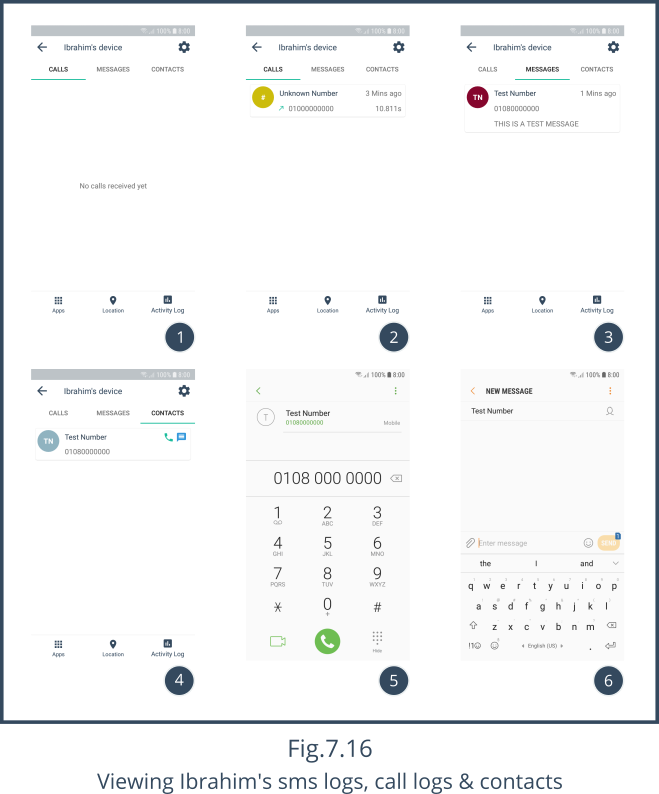 100% 8:00
Ibrahim's device
CALLS MESSAGES CONTACTS
No calls received yet
Apps Location Activity Log
1
100% 8:00
Ibrahim's device
CALLS MESSAGES CONTACTS
# Unknown Number 3 Mins ago
01000000000 10.811s
Apps Location Activity Log
2
100% 8:00
Ibrahim's device
CALLS MESSAGES CONTACTS
TN Test Number 1 Mins ago
01080000000
THIS IS A TEST MESSAGE
Apps Location Activity Log
3
100% 8:00
Ibrahim's device
CALLS MESSAGES CONTACTS
TN Test Number
01080000000
Apps Location Activity Log
4
100% 8:00
T Test Number
01080000000 Mobile
0108 000 0000
1 2 3
ABC DEF
4 5 6
GHI JKL MNO
7 8 9
PQRS TUV WXYZ
* 0 #
+
Hide
5
100% 8:00
NEW MESSAGE
Test Number
1
Enter message SEND
the I and
q w e r t y u i o p
a s d f g h j k l
z x c v b n m
!1☺ English (US) .
6
Fig.7.16
Viewing Ibrahim's sms logs, call logs & contacts